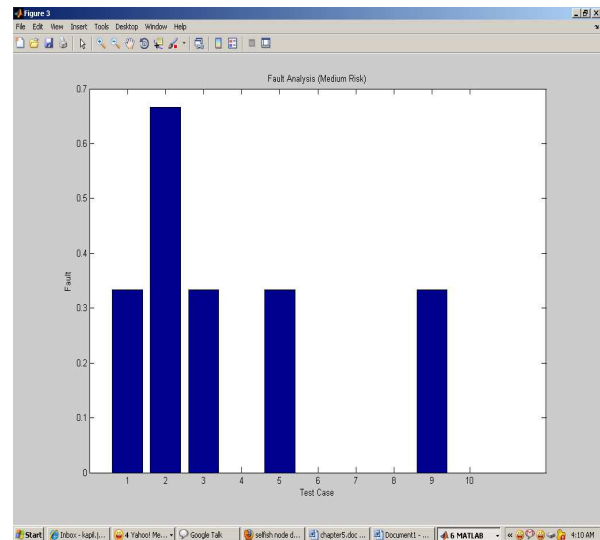 Figure 3
File Edit View Insert Tools Desktop Window Help
Fault Analysis (Medium Risk)
0.7
0.6
0.5
0.4
0.3
0.2
0.1
0
Fault
1 2 3 4 5 6 7 8 9 10
Test Case
Start Inbox - kapil.j... 4 Yahoo! Me... Google Talk selfish node d... chapter5.doc ... Document1 - ... 6 MATLAB « 4:10 AM